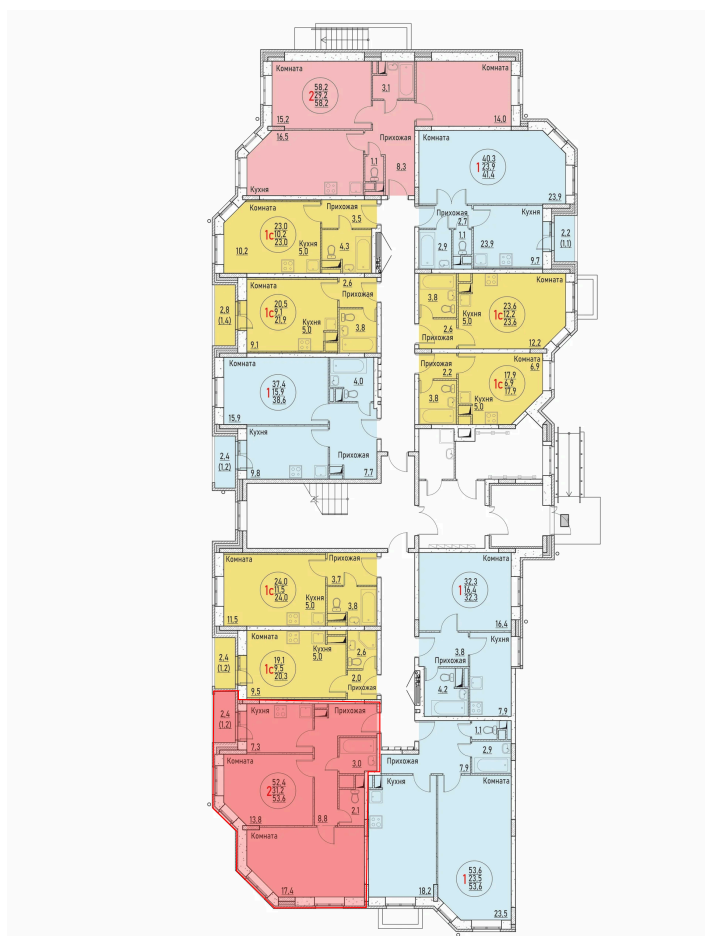 Комната
2 58.2
29.2
58.2
15.2
3.1
Комната
14.0
16.5
Кухня
Прихожая
1.1
8.3
Комната
1 40.3
23.9
41.4
23.9
Комната
1с 23.0
10.2
23.0
10.2
Кухня
5.0
Прихожая
3.5
4.3
2.7
2.9
1.1
23.9
Кухня
9.7
2.2
(1.1)
2.8
(1.4)
Комната
1с 20.5
9.1
21.9
9.1
Кухня
5.0
2.6
Прихожая
3.8
3.8
2.6
Прихожая
Кухня
5.0
Комната
1с 23.6
12.2
23.6
12.2
Комната
1 37.4
15.9
38.6
15.9
4.0
Прихожая
2.2
3.8
Кухня
5.0
Комната
6.9
1с 17.9
6.9
17.9
2.4
(1.2)
Кухня
9.8
Прихожая
7.7
Комната
1с 24.0
11.5
24.0
11.5
Кухня
5.0
Прихожая
3.7
3.8
Комната
1 32.3
16.4
32.3
16.4
2.4
(1.2)
Комната
1с 19.1
9.5
20.3
9.5
Кухня
5.0
2.6
2.0
Прихожая
3.8
Прихожая
4.2
Кухня
7.9
2.4
(1.2)
Кухня
7.3
Прихожая
3.0
Комната
2 52.4
31.2
53.6
13.8
8.8
2.1
Комната
17.4
1.1
2.9
Прихожая
7.9
Кухня
18.2
Комната
1 53.6
23.5
53.6
23.5